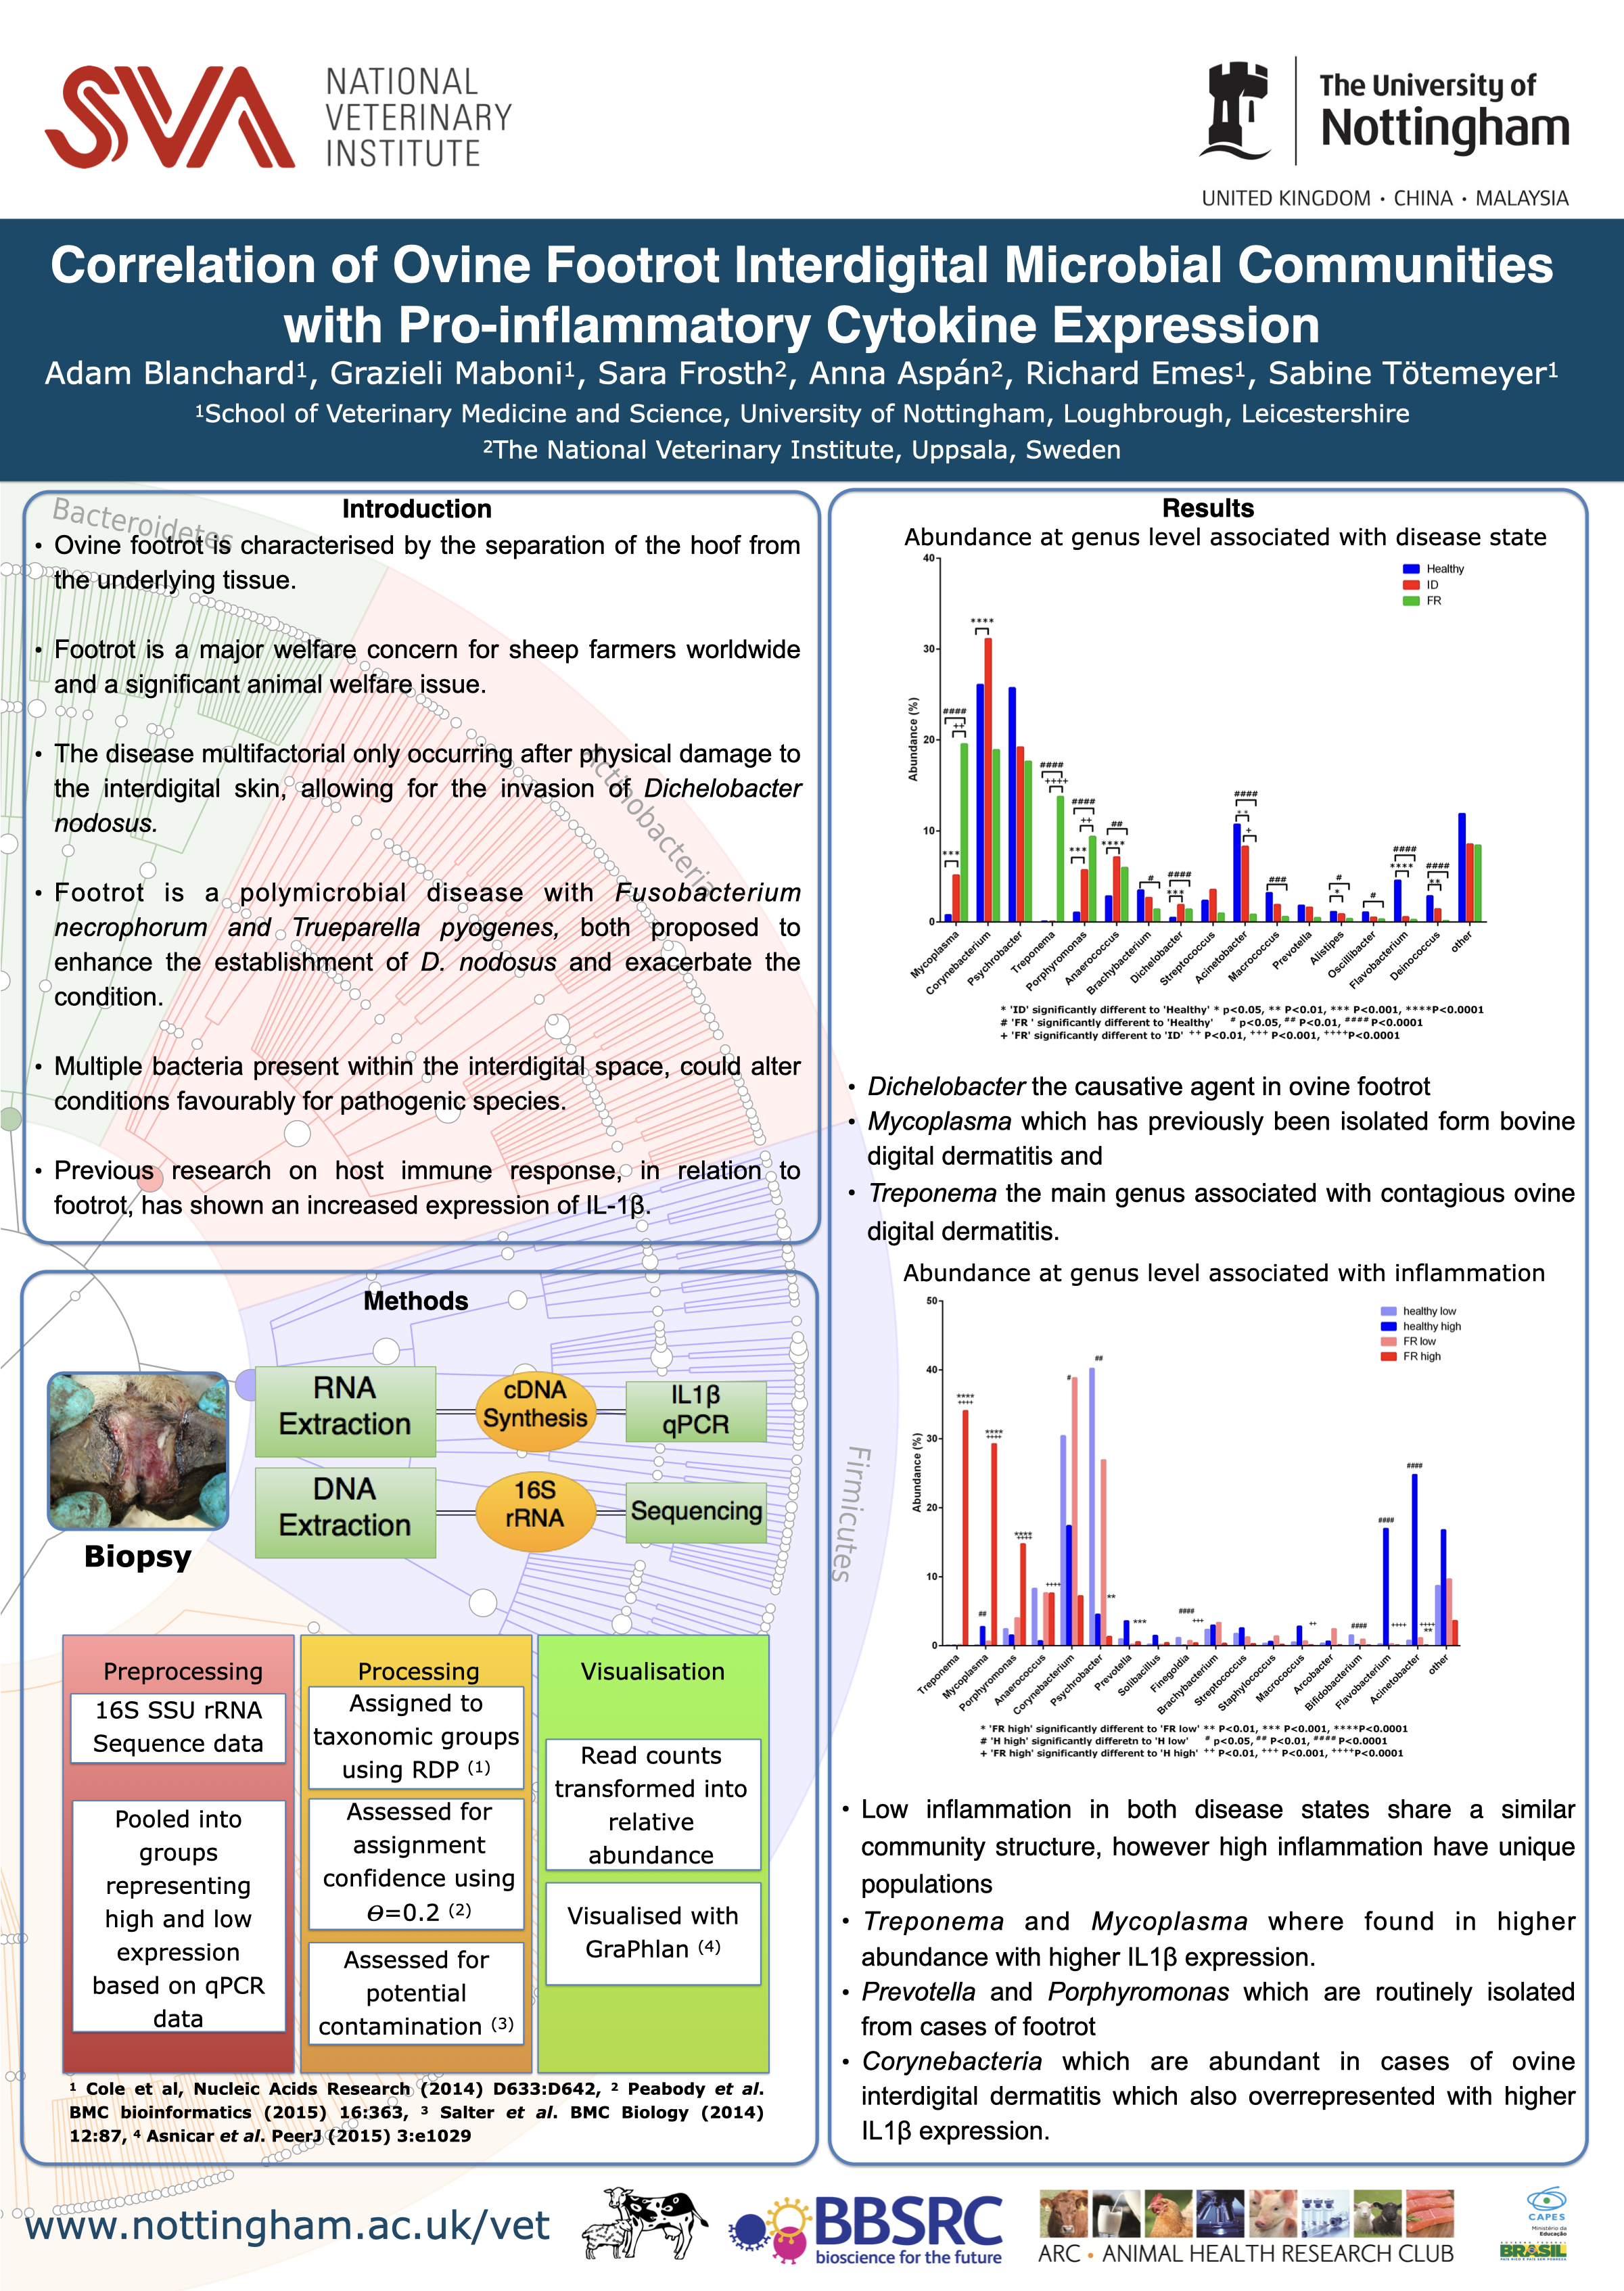 SVA
NATIONAL
VETERINARY
INSTITUTE
The University of
Nottingham
UNITED KINGDOM · CHINA · MALAYSIA
Correlation of Ovine Footrot Interdigital Microbial Communities
with Pro-inflammatory Cytokine Expression
Adam Blanchard¹, Grazieli Maboni¹, Sara Frosth², Anna Aspán², Richard Emes¹, Sabine Tötemeyer¹
¹School of Veterinary Medicine and Science, University of Nottingham, Loughbrough, Leicestershire
²The National Veterinary Institute, Uppsala, Sweden
Bacteroidetes
Actinobacteria
Firmicutes
Introduction
• Ovine footrot is characterised by the separation of the hoof from
the underlying tissue.
• Footrot is a major welfare concern for sheep farmers worldwide
and a significant animal welfare issue.
• The disease multifactorial only occurring after physical damage to
the interdigital skin, allowing for the invasion of Dichelobacter
nodosus.
• Footrot is a polymicrobial disease with Fusobacterium
necrophorum and Trueparella pyogenes, both proposed to
enhance the establishment of D. nodosus and exacerbate the
condition.
• Multiple bacteria present within the interdigital space, could alter
conditions favourably for pathogenic species.
• Previous research on host immune response, in relation to
footrot, has shown an increased expression of IL-1β.
Methods
Biopsy
RNA
Extraction
cDNA
Synthesis
IL1β
qPCR
DNA
Extraction
16S
rRNA
Sequencing
Preprocessing
16S SSU rRNA
Sequence data
Pooled into
groups
representing
high and low
expression
based on qPCR
data
Processing
Assigned to
taxonomic groups
using RDP (1)
Assessed for
assignment
confidence using
Θ=0.2 (2)
Assessed for
potential
contamination (3)
Visualisation
Read counts
transformed into
relative
abundance
Visualised with
GraPhlan (4)
¹ Cole et al, Nucleic Acids Research (2014) D633:D642, ² Peabody et al.
BMC bioinformatics (2015) 16:363, ³ Salter et al. BMC Biology (2014)
12:87, ⁴ Asnicar et al. PeerJ (2015) 3:e1029
Results
Abundance at genus level associated with disease state
Abundance (%)
40
30
20
10
0
Healthy
ID
FR
#### ++ ***
****
#### ++++
#### ++ ***
## ****
#
#### ***
#### ** +
###
# *
#
#### ****
#### **
Mycoplasma
Corynebacterium
Psychrobacter
Treponema
Porphyromonas
Anaerococcus
Brachybacterium
Dichelobacter
Streptococcus
Acinetobacter
Macrococcus
Prevotella
Alistipes
Oscillibacter
Flavobacterium
Deinococcus
other
* 'ID' significantly different to 'Healthy' * p<0.05, ** P<0.01, *** P<0.001, ****P<0.0001
# 'FR ' significantly different to 'Healthy' # p<0.05, ## P<0.01, #### P<0.0001
+ 'FR' significantly different to 'ID' ++ P<0.01, +++ P<0.001, ++++P<0.0001
• Dichelobacter the causative agent in ovine footrot
• Mycoplasma which has previously been isolated form bovine
digital dermatitis and
• Treponema the main genus associated with contagious ovine
digital dermatitis.
Abundance at genus level associated with inflammation
Abundance (%)
50
40
30
20
10
0
healthy low
healthy high
FR low
FR high
**** ++++
## **** ++++
**** ++++
++++
#
## **
***
#### +++
++
####
#### ++++
#### ++++ **
Treponema
Mycoplasma
Porphyromonas
Anaerococcus
Corynebacterium
Psychrobacter
Prevotella
Solibacillus
Finegoldia
Brachybacterium
Streptococcus
Staphylococcus
Macrococcus
Arcobacter
Bifidobacterium
Flavobacterium
Acinetobacter
other
* 'FR high' significantly different to 'FR low' ** P<0.01, *** P<0.001, ****P<0.0001
# 'H high' significantly differetn to 'H low' # p<0.05, ## P<0.01, #### P<0.0001
+ 'FR high' significantly different to 'H high' ++ P<0.01, +++ P<0.001, ++++P<0.0001
• Low inflammation in both disease states share a similar
community structure, however high inflammation have unique
populations
• Treponema and Mycoplasma where found in higher
abundance with higher IL1β expression.
• Prevotella and Porphyromonas which are routinely isolated
from cases of footrot
• Corynebacteria which are abundant in cases of ovine
interdigital dermatitis which also overrepresented with higher
IL1β expression.
www.nottingham.ac.uk/vet
BBSRC
bioscience for the future
ARC • ANIMAL HEALTH RESEARCH CLUB
CAPES
Ministério da
Educação
BRASIL